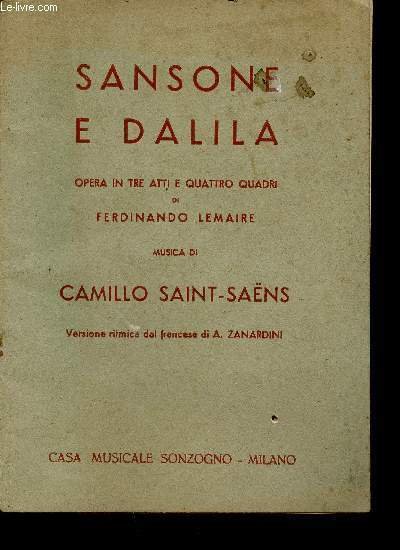 Le-livre.com
SANSONE
E DALILA
OPERA IN TRE ATTI E QUATTRO QUADRI
DI
FERDINANDO LEMAIRE
MUSICA DI
CAMILLO SAINT-SAËNS
Versione ritmica dal francese di A. ZANARDINI
CASA MUSICALE SONZOGNO - MILANO